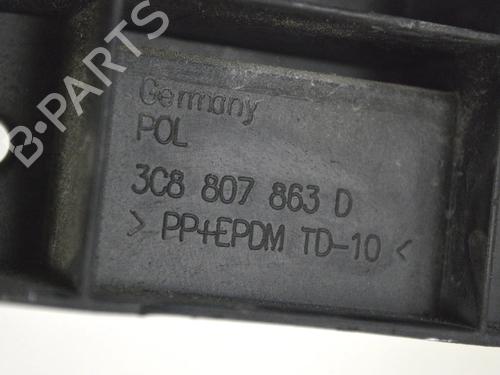 B-PARTS
Germany
POL
3C8 807 863 D
> PP+EPDM TD-10 <